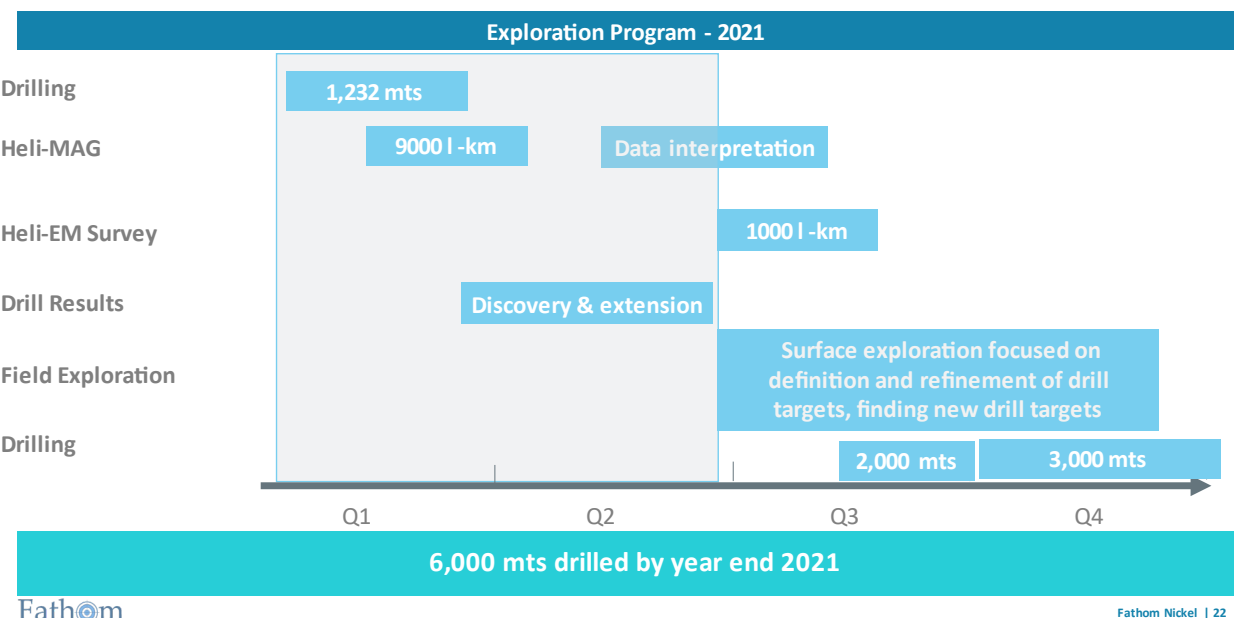 Exploration Program - 2021
Drilling
1,232 mts
Heli-MAG
9000 l -km
Data interpretation
Heli-EM Survey
1000 l -km
Drill Results
Discovery & extension
Field Exploration
Surface exploration focused on
definition and refinement of drill
targets, finding new drill targets
Drilling
2,000 mts
3,000 mts
Q1
Q2
Q3
Q4
6,000 mts drilled by year end 2021
Fathom
Fathom Nickel | 22